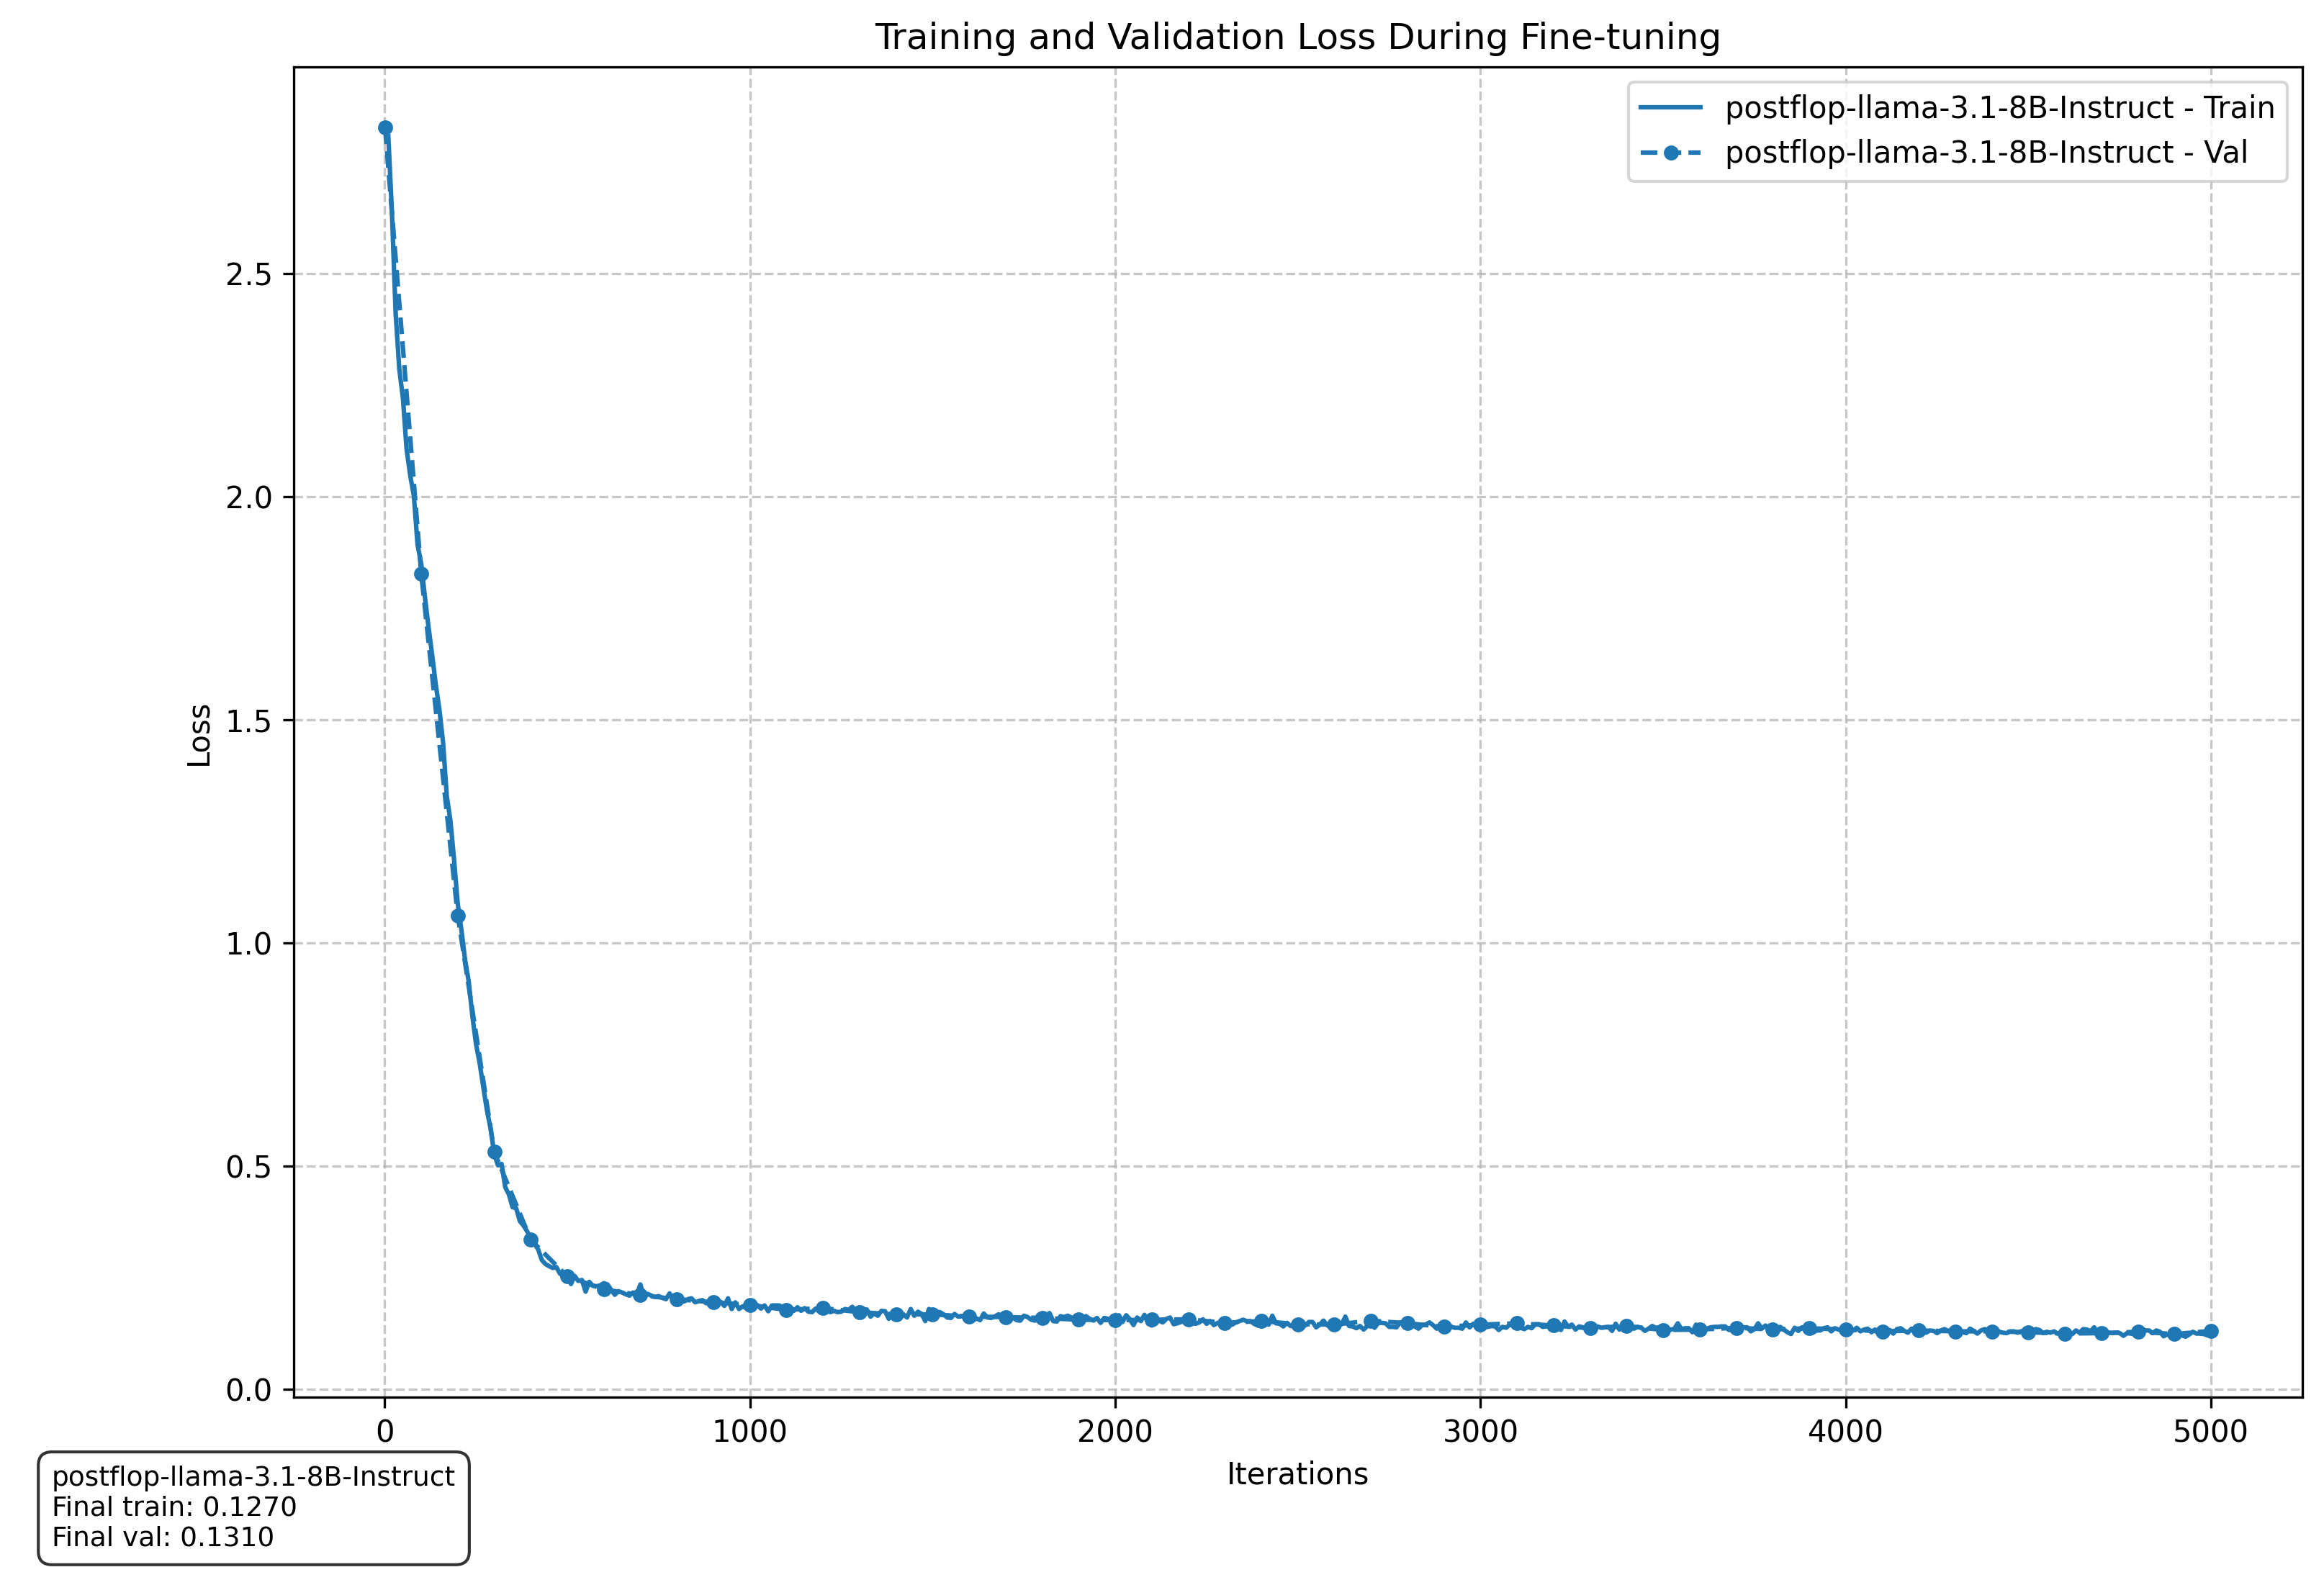 Training and Validation Loss During Fine-tuning
postflop-llama-3.1-8B-Instruct - Train
postflop-llama-3.1-8B-Instruct - Val
Loss
2.5
2.0
1.5
1.0
0.5
0.0
0 1000 2000 3000 4000 5000
Iterations
postflop-llama-3.1-8B-Instruct
Final train: 0.1270
Final val: 0.1310